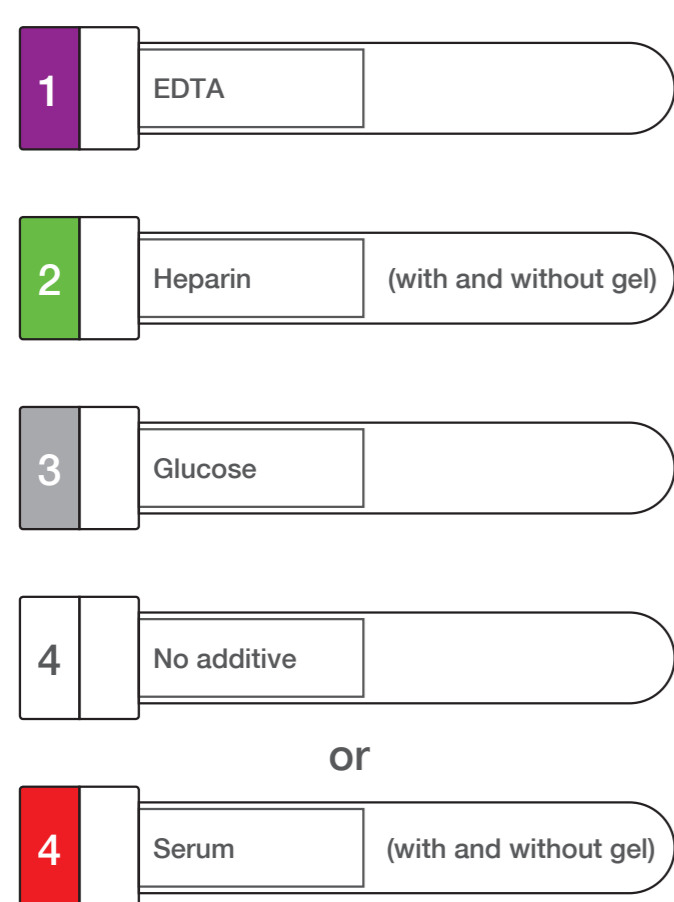 1 EDTA
2 Heparin (with and without gel)
3 Glucose
4 No additive
or
4 Serum (with and without gel)